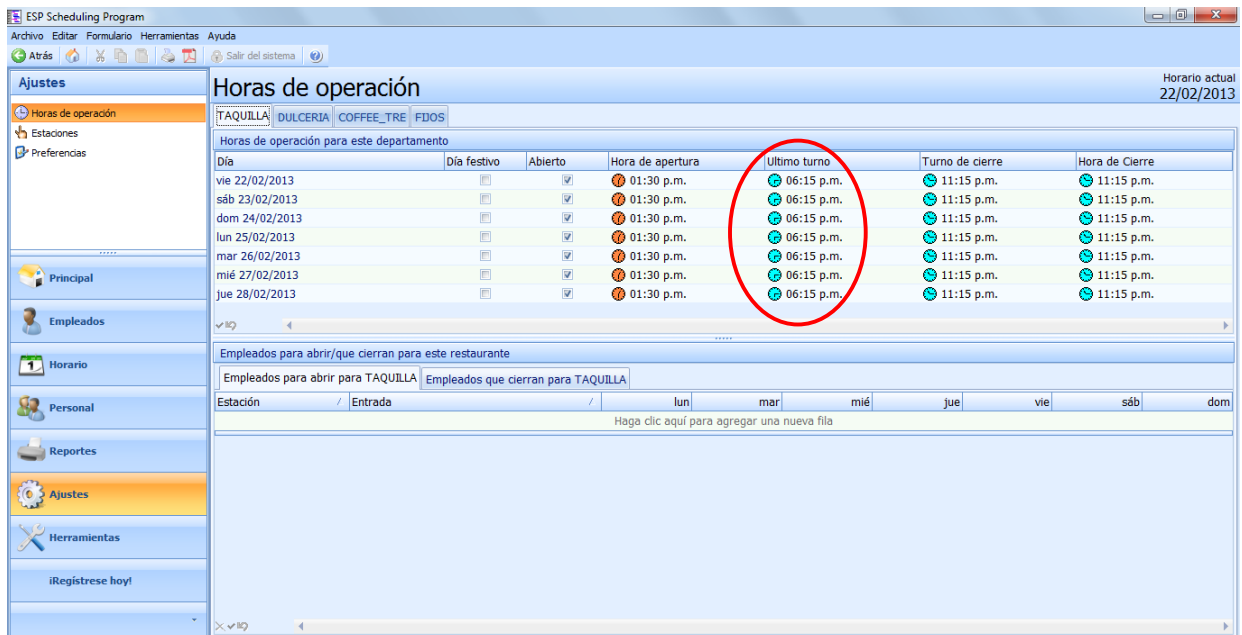 ESP Scheduling Program
Archivo Editar Formulario Herramientas Ayuda
Atrás Salir del sistema
Ajustes
Horas de operación
Estaciones
Preferencias
Principal
Empleados
1
Horario
Personal
Reportes
Ajustes
Herramientas
¡Regístrese hoy!
Horas de operación
Horario actual
22/02/2013
TAQUILLA DULCERIA COFFEE_TRE FIJOS
Horas de operación para este departamento
Día Día festivo Abierto Hora de apertura Ultimo turno Turno de cierre Hora de Cierre
vie 22/02/2013 01:30 p.m. 06:15 p.m. 11:15 p.m. 11:15 p.m.
sáb 23/02/2013 01:30 p.m. 06:15 p.m. 11:15 p.m. 11:15 p.m.
dom 24/02/2013 01:30 p.m. 06:15 p.m. 11:15 p.m. 11:15 p.m.
lun 25/02/2013 01:30 p.m. 06:15 p.m. 11:15 p.m. 11:15 p.m.
mar 26/02/2013 01:30 p.m. 06:15 p.m. 11:15 p.m. 11:15 p.m.
mié 27/02/2013 01:30 p.m. 06:15 p.m. 11:15 p.m. 11:15 p.m.
jue 28/02/2013 01:30 p.m. 06:15 p.m. 11:15 p.m. 11:15 p.m.
Empleados para abrir/que cierran para este restaurante
Empleados para abrir para TAQUILLA Empleados que cierran para TAQUILLA
Estación Entrada lun mar mié jue vie sáb dom
Haga clic aquí para agregar una nueva fila